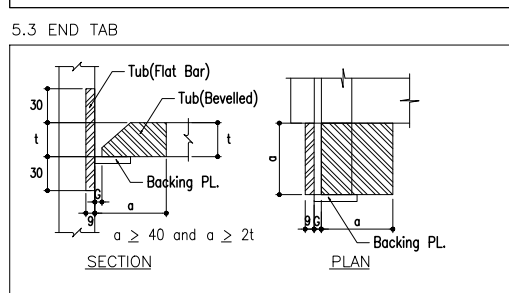 5.3 END TAB
Tub(Flat Bar)
Tub(Bevelled)
30
t
30
t
Backing PL.
G
a
9
a ≥ 40 and a ≥ 2t
SECTION
a
9
G
a
Backing PL.
PLAN